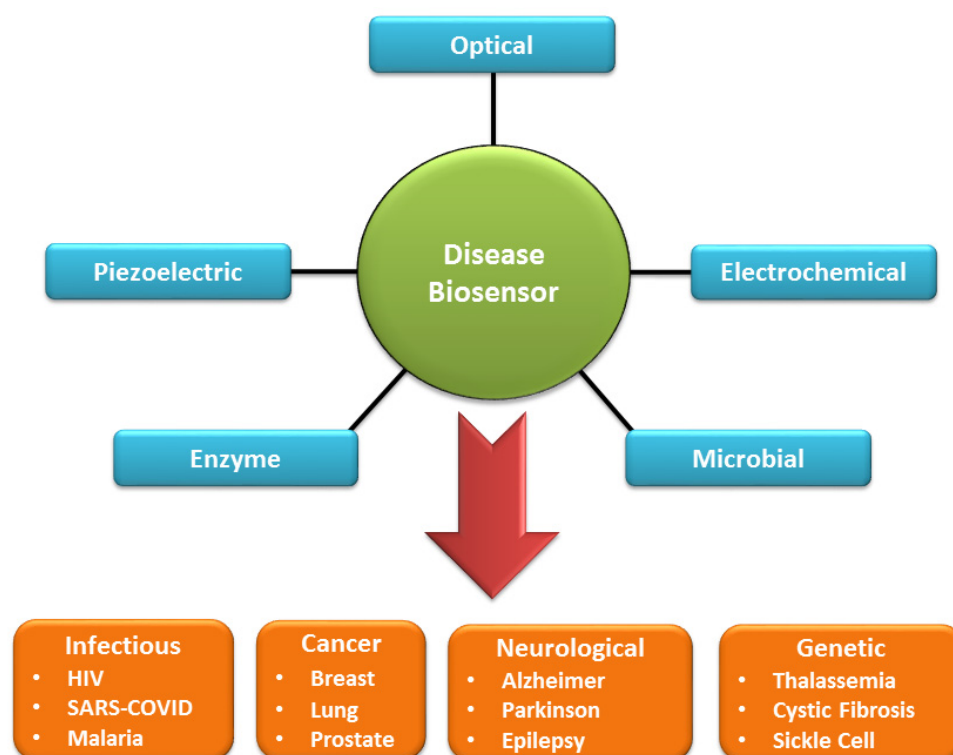 Optical
Piezoelectric
Disease
Biosensor
Electrochemical
Enzyme
Microbial
Infectious
• HIV
• SARS-COVID
• Malaria
Cancer
• Breast
• Lung
• Prostate
Neurological
• Alzheimer
• Parkinson
• Epilepsy
Genetic
• Thalassemia
• Cystic Fibrosis
• Sickle Cell